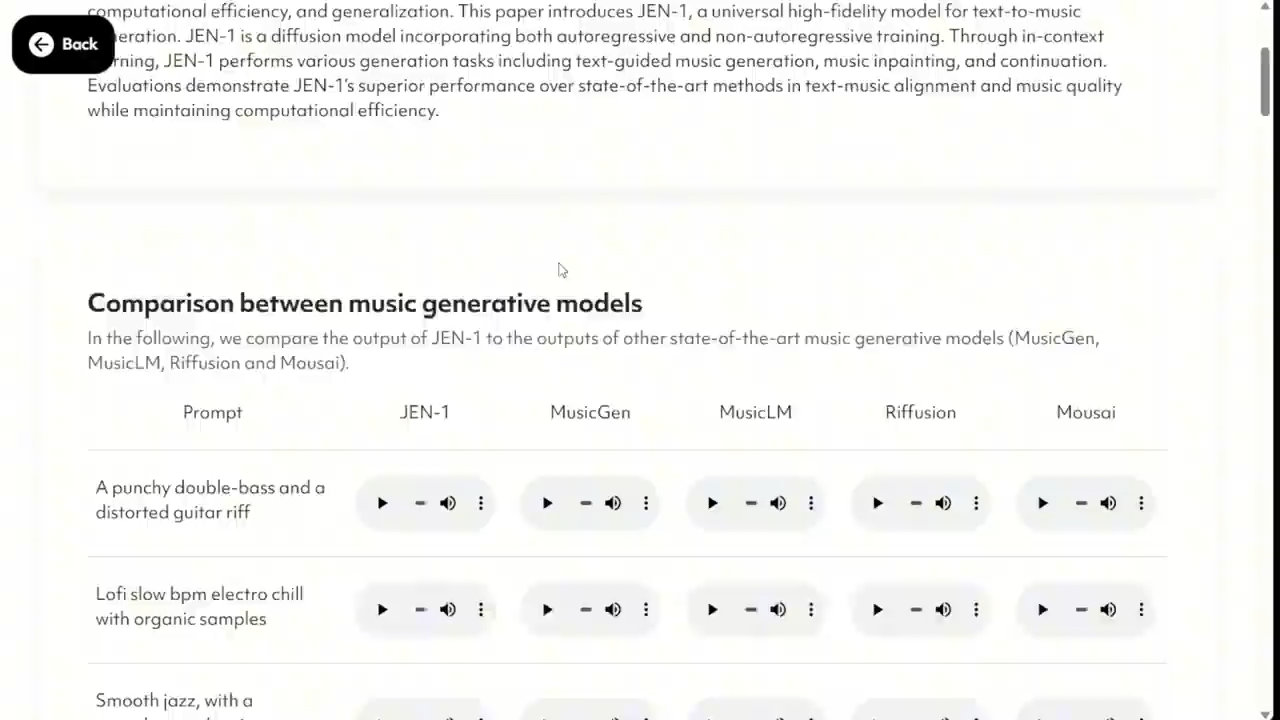 computational efficiency, and generalization. This paper introduces JEN-1, a universal high-fidelity model for text-to-music
Back
JEN-1 is a diffusion model incorporating both autoregressive and non-autoregressive training. Through in-context
JEN-1 performs various generation tasks including text-guided music generation, music inpainting, and continuation.
Evaluations demonstrate JEN-1's superior performance over state-of-the-art methods in text-music alignment and music quality
while maintaining computational efficiency.
Comparison between music generative models
In the following, we compare the output of JEN-1 to the outputs of other state-of-the-art music generative models (MusicGen,
MusicLM, Riffusion and Mousai).
Prompt JEN-1 MusicGen MusicLM Riffusion Mousai
A punchy double-bass and a
distorted guitar riff
Lofi slow bpm electro chill
with organic samples
Smooth jazz, with a